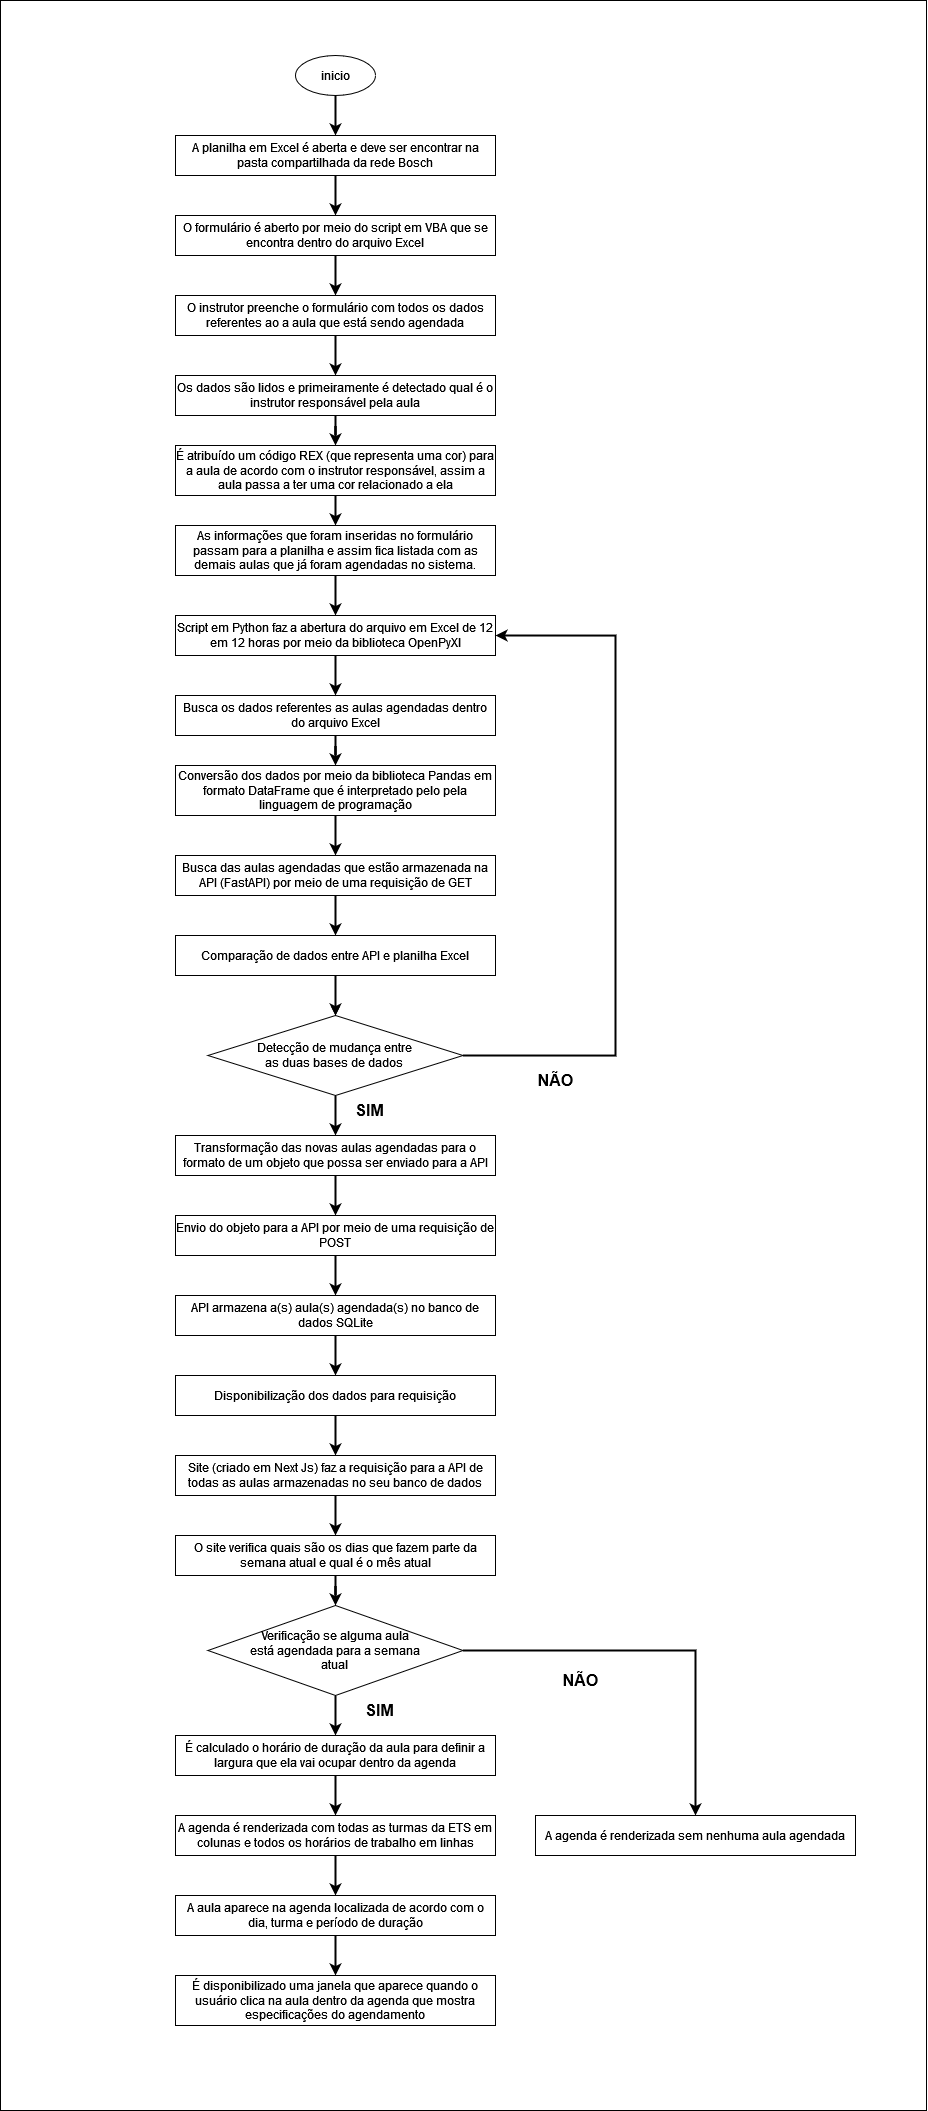 inicio
A planilha em Excel é aberta e deve ser encontrar na
pasta compartilhada da rede Bosch
O formulário é aberto por meio do script em VBA que se
encontra dentro do arquivo Excel
O instrutor preenche o formulário com todos os dados
referentes ao a aula que está sendo agendada
Os dados são lidos e primeiramente é detectado qual é o
instrutor responsável pela aula
É atribuído um código REX (que representa uma cor) para
a aula de acordo com o instrutor responsável, assim a
aula passa a ter uma cor relacionado a ela
As informações que foram inseridas no formulário
passam para a planilha e assim fica listada com as
demais aulas que já foram agendadas no sistema.
Script em Python faz a abertura do arquivo em Excel de 12
em 12 horas por meio da biblioteca OpenPyXl
Busca os dados referentes as aulas agendadas dentro
do arquivo Excel
Conversão dos dados por meio da biblioteca Pandas em
formato DataFrame que é interpretado pelo pela
linguagem de programação
Busca das aulas agendadas que estão armazenada na
API (FastAPI) por meio de uma requisição de GET
Comparação de dados entre API e planilha Excel
Detecção de mudança entre
as duas bases de dados
NÃO
SIM
Transformação das novas aulas agendadas para o
formato de um objeto que possa ser enviado para a API
Envio do objeto para a API por meio de uma requisição de
POST
API armazena a(s) aula(s) agendada(s) no banco de
dados SQLite
Disponibilização dos dados para requisição
Site (criado em Next Js) faz a requisição para a API de
todas as aulas armazenadas no seu banco de dados
O site verifica quais são os dias que fazem parte da
semana atual e qual é o mês atual
Verificação se alguma aula
está agendada para a semana
atual
NÃO
SIM
É calculado o horário de duração da aula para definir a
largura que ela vai ocupar dentro da agenda
A agenda é renderizada com todas as turmas da ETS em
colunas e todos os horários de trabalho em linhas
A agenda é renderizada sem nenhuma aula agendada
A aula aparece na agenda localizada de acordo com o
dia, turma e período de duração
É disponibilizado uma janela que aparece quando o
usuário clica na aula dentro da agenda que mostra
especificações do agendamento